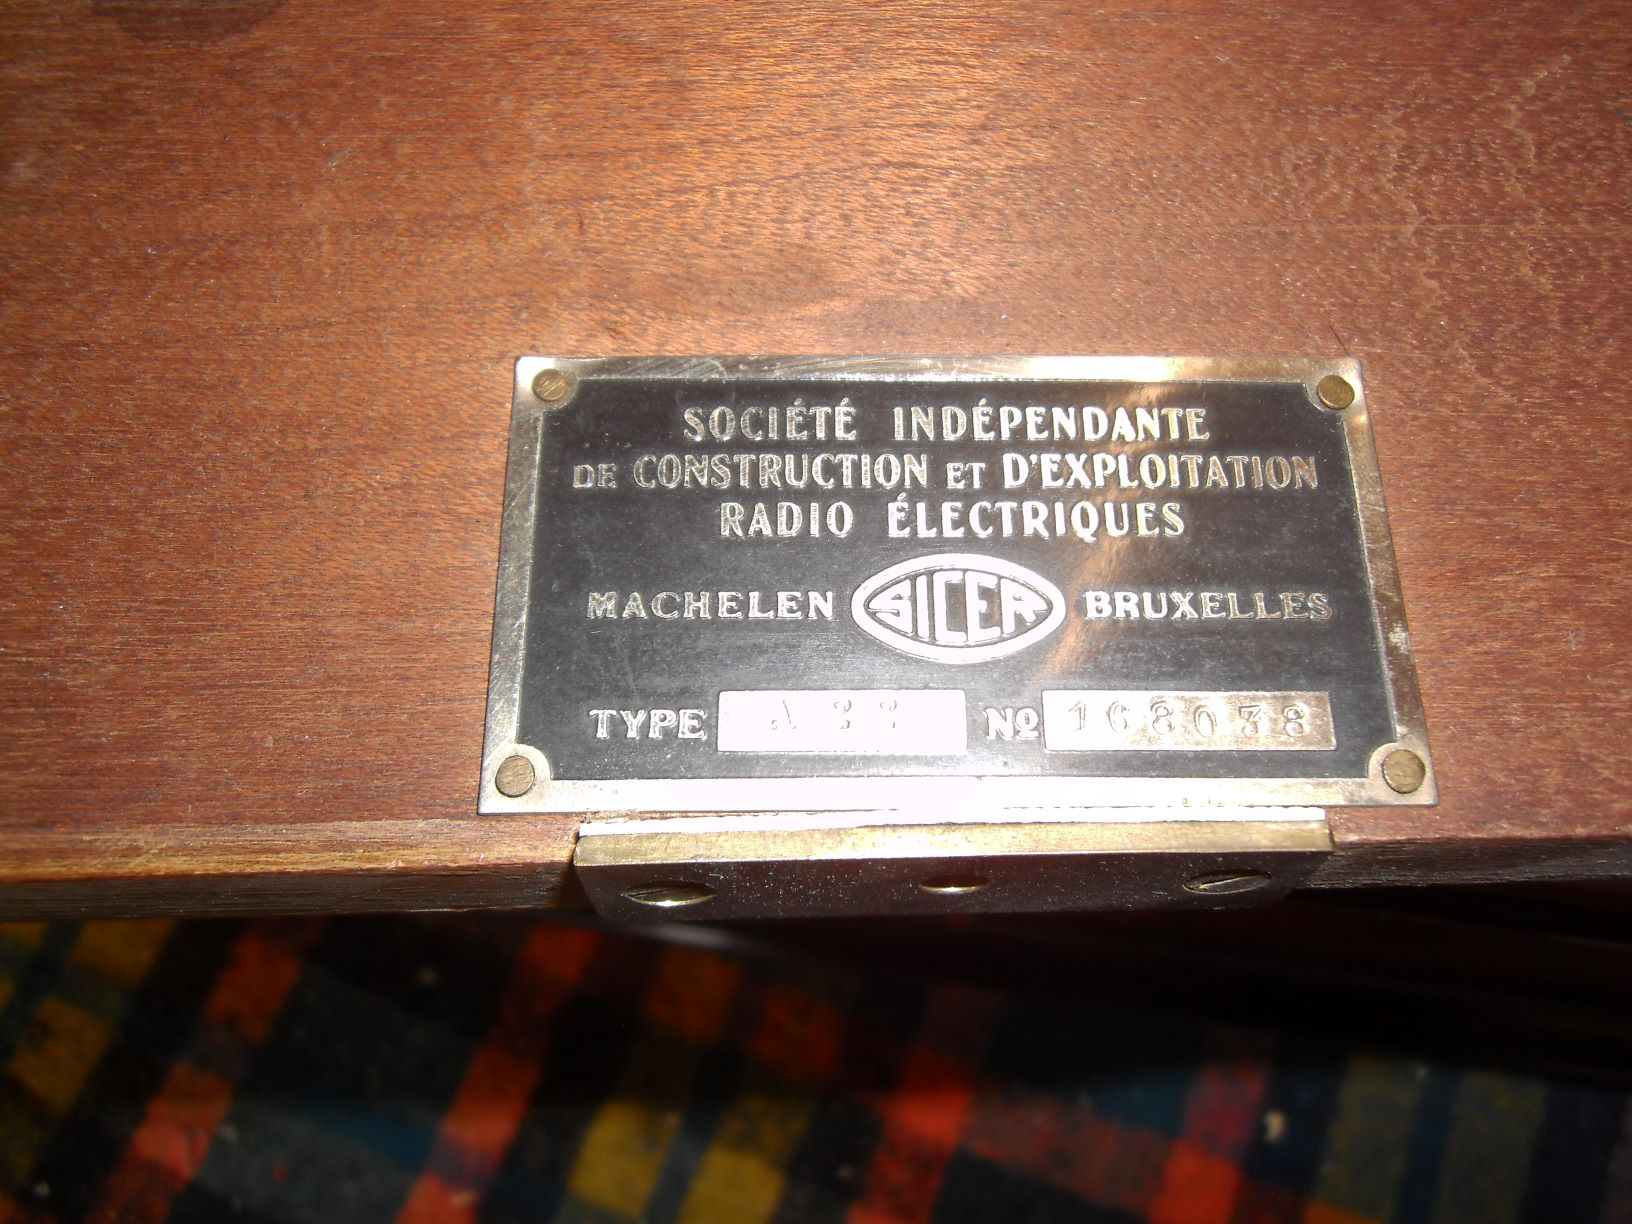 SOCIÉTÉ INDÉPENDANTE
DE CONSTRUCTION ET D'EXPLOITATION
RADIO ÉLECTRIQUES
MACHELEN SICER BRUXELLES
TYPE Nº 168038